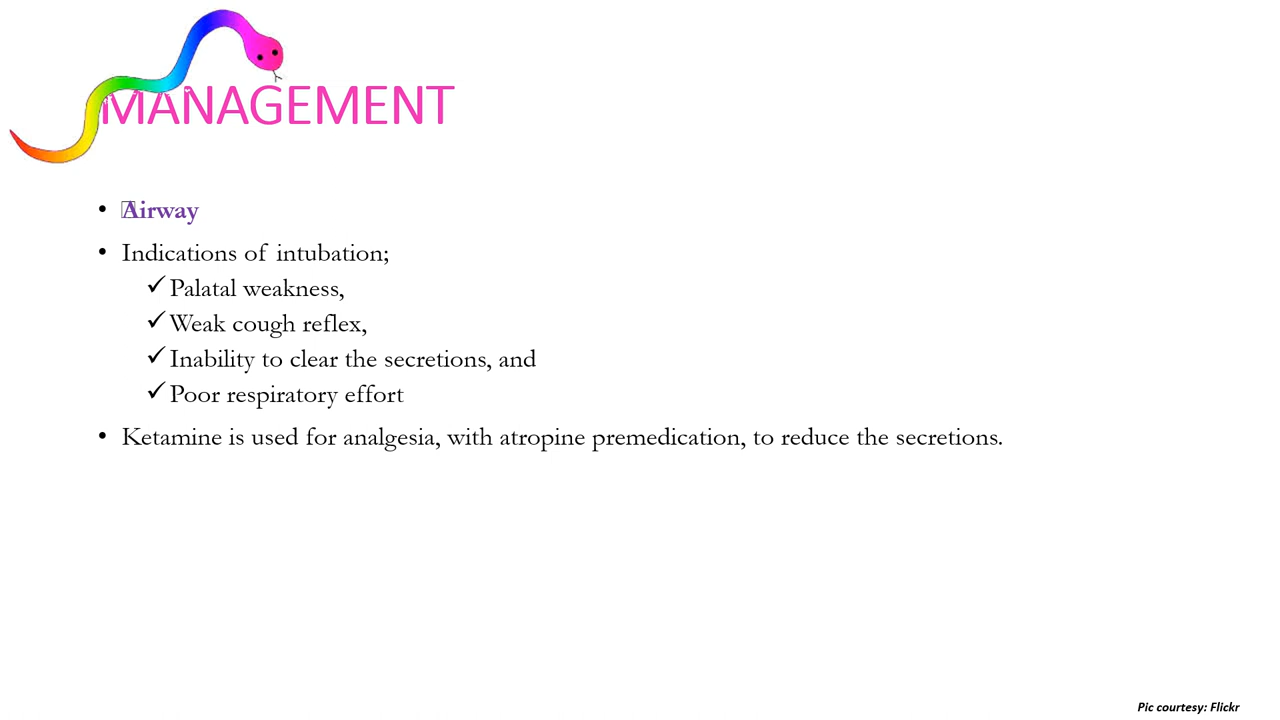 MANAGEMENT
• Airway
• Indications of intubation;
✓ Palatal weakness,
✓ Weak cough reflex,
✓ Inability to clear the secretions, and
✓ Poor respiratory effort
• Ketamine is used for analgesia, with atropine premedication, to reduce the secretions.
Pic courtesy: Flickr